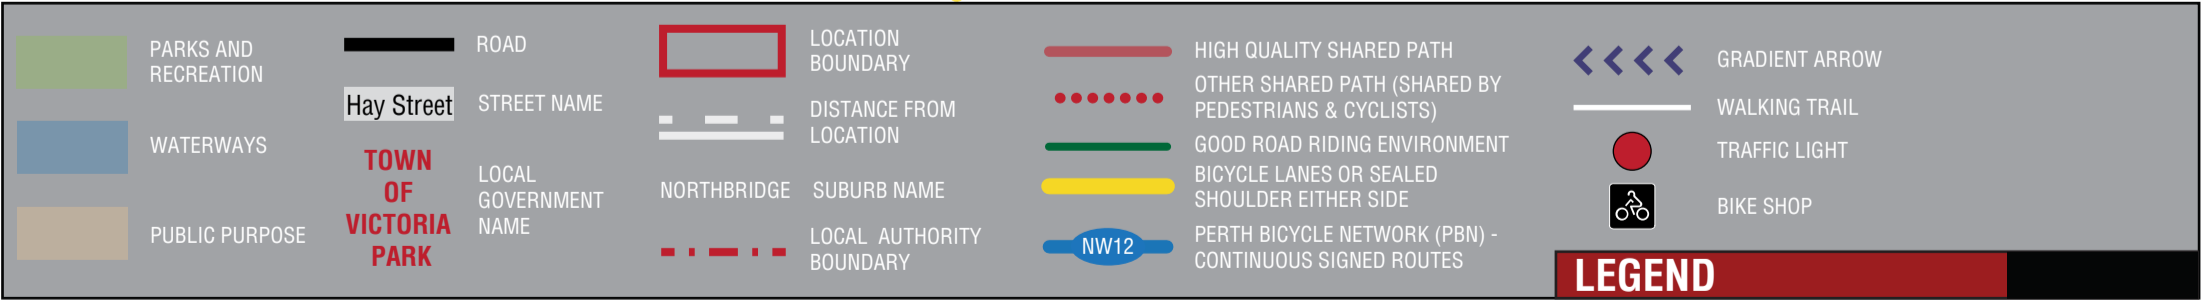 PARKS AND
RECREATION
WATERWAYS
PUBLIC PURPOSE
ROAD
Hay Street
STREET NAME
TOWN
OF
VICTORIA
PARK
LOCAL
GOVERNMENT
NAME
LOCATION
BOUNDARY
DISTANCE FROM
LOCATION
NORTHBRIDGE
SUBURB NAME
LOCAL AUTHORITY
BOUNDARY
HIGH QUALITY SHARED PATH
OTHER SHARED PATH (SHARED BY
PEDESTRIANS & CYCLISTS)
GOOD ROAD RIDING ENVIRONMENT
BICYCLE LANES OR SEALED
SHOULDER EITHER SIDE
NW12
PERTH BICYCLE NETWORK (PBN) -
CONTINUOUS SIGNED ROUTES
GRADIENT ARROW
WALKING TRAIL
TRAFFIC LIGHT
BIKE SHOP
LEGEND